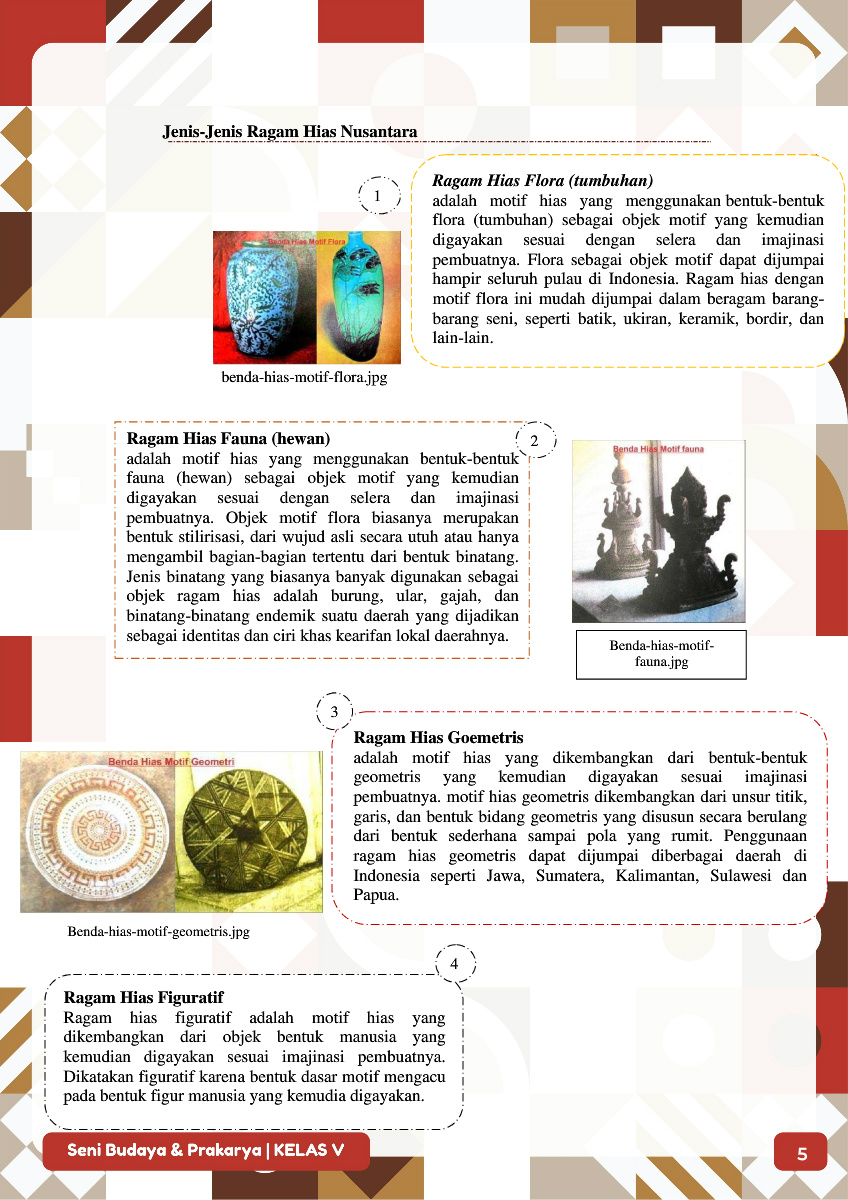 Jenis-Jenis Ragam Hias Nusantara
1
Ragam Hias Flora (tumbuhan)
adalah motif hias yang menggunakan bentuk-bentuk
flora (tumbuhan) sebagai objek motif yang kemudian
digayakan sesuai dengan selera dan imajinasi
pembuatnya. Flora sebagai objek motif dapat dijumpai
hampir seluruh pulau di Indonesia. Ragam hias dengan
motif flora ini mudah dijumpai dalam beragam barang-
barang seni, seperti batik, ukiran, keramik, bordir, dan
lain-lain.
Benda Hias Motif Flora
benda-hias-motif-flora.jpg
2
Ragam Hias Fauna (hewan)
adalah motif hias yang menggunakan bentuk-bentuk
fauna (hewan) sebagai objek motif yang kemudian
digayakan sesuai dengan selera dan imajinasi
pembuatnya. Objek motif flora biasanya merupakan
bentuk stilirisasi, dari wujud asli secara utuh atau hanya
mengambil bagian-bagian tertentu dari bentuk binatang.
Jenis binatang yang biasanya banyak digunakan sebagai
objek ragam hias adalah burung, ular, gajah, dan
binatang-binatang endemik suatu daerah yang dijadikan
sebagai identitas dan ciri khas kearifan lokal daerahnya.
Benda Hias Motif fauna
Benda-hias-motif-
fauna.jpg
3
Ragam Hias Goemetris
adalah motif hias yang dikembangkan dari bentuk-bentuk
geometris yang kemudian digayakan sesuai imajinasi
pembuatnya. motif hias geometris dikembangkan dari unsur titik,
garis, dan bentuk bidang geometris yang disusun secara berulang
dari bentuk sederhana sampai pola yang rumit. Penggunaan
ragam hias geometris dapat dijumpai diberbagai daerah di
Indonesia seperti Jawa, Sumatera, Kalimantan, Sulawesi dan
Papua.
Benda Hias Motif Geometri
Benda-hias-motif-geometris.jpg
4
Ragam Hias Figuratif
Ragam hias figuratif adalah motif hias yang
dikembangkan dari objek bentuk manusia yang
kemudian digayakan sesuai imajinasi pembuatnya.
Dikatakan figuratif karena bentuk dasar motif mengacu
pada bentuk figur manusia yang kemudia digayakan.
Seni Budaya & Prakarya | KELAS V
5